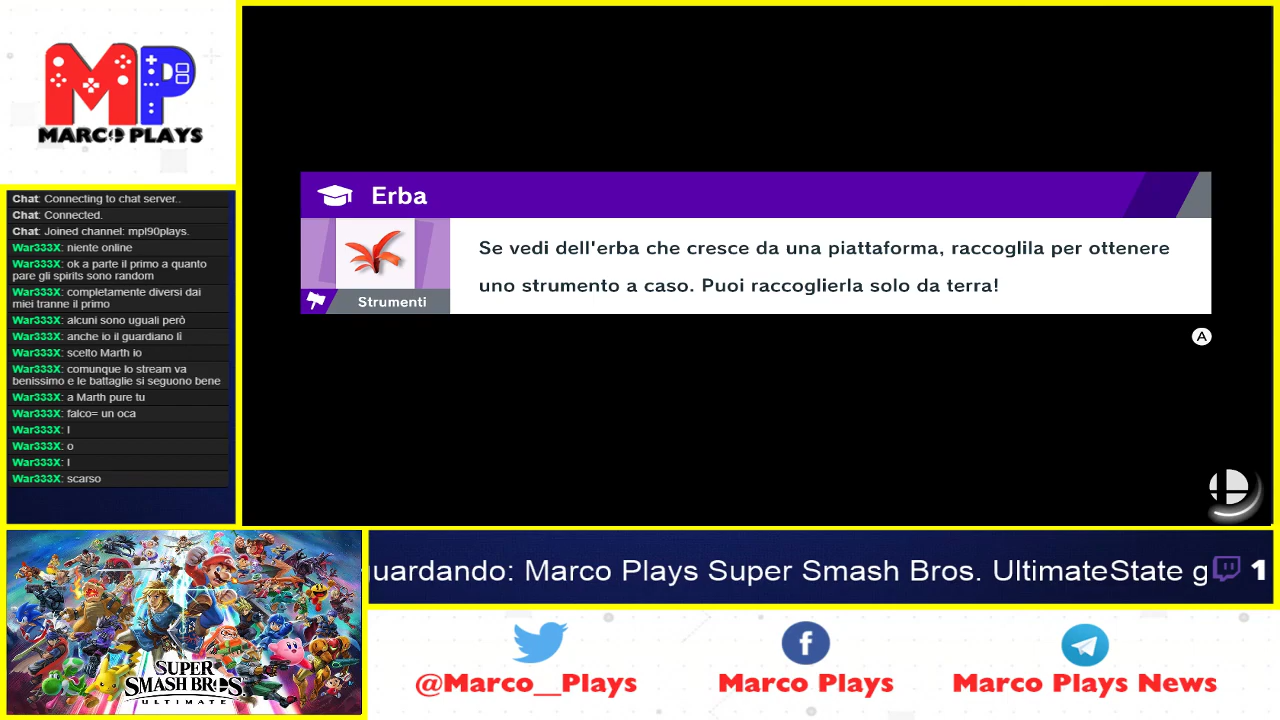 MP
MARCO PLAYS
Chat: Connecting to chat server..
Chat: Connected.
Chat: Joined channel: mpl90plays.
War333X: niente online
War333X: ok a parte il primo a quanto
pare gli spirits sono random
War333X: completamente diversi dai
miei tranne il primo
War333X: alcuni sono uguali però
War333X: anche io il guardiano lì
War333X: scelto Marth io
War333X: comunque lo stream va
benissimo e le battaglie si seguono bene
War333X: a Marth pure tu
War333X: falco= un oca
War333X: l
War333X: o
War333X: l
War333X: scarso
Erba
Strumenti
Se vedi dell'erba che cresce da una piattaforma, raccoglila per ottenere
uno strumento a caso. Puoi raccoglierla solo da terra!
A
SUPER
SMASH BROS.
ULTIMATE
uardando: Marco Plays Super Smash Bros. UltimateState g
1
@Marco__Plays
Marco Plays
Marco Plays News